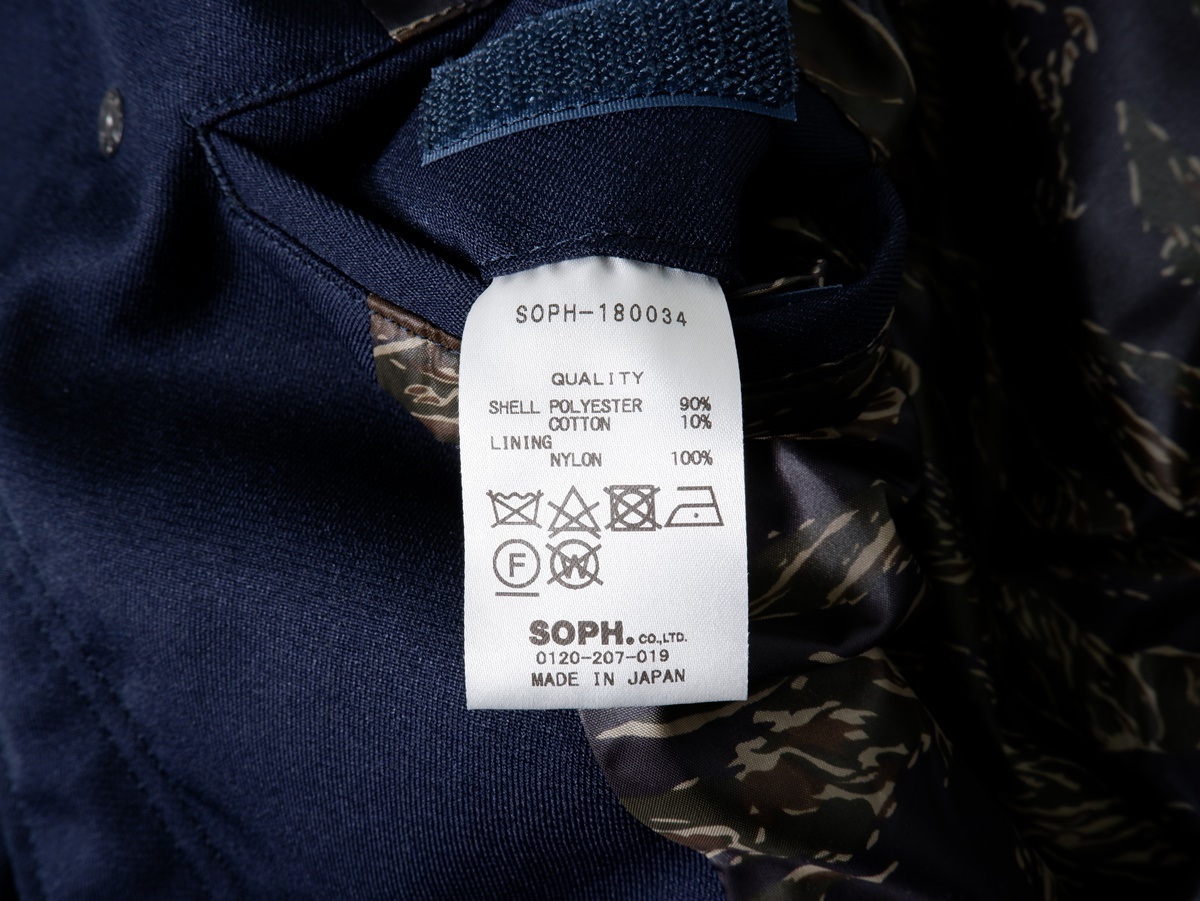 SOPH-180034
QUALITY
SHELL POLYESTER 90%
COTTON 10%
LINING
NYLON 100%
F W
SOPH. CO.,LTD.
0120-207-019
MADE IN JAPAN